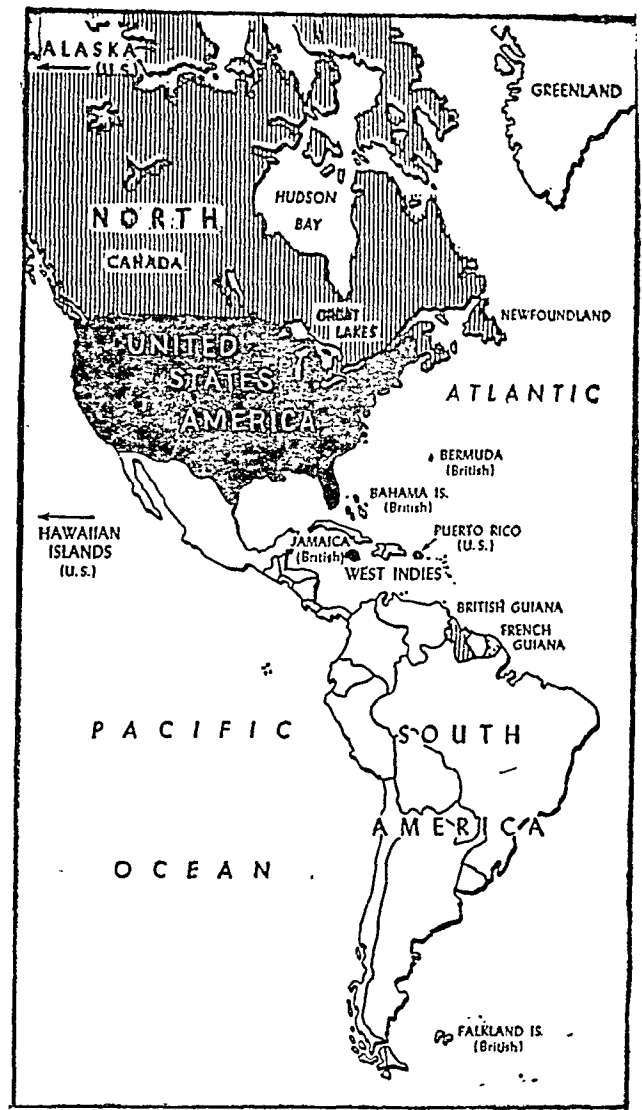 ALASKA
(U.S.)
GREENLAND
HUDSON
BAY
NORTH
CANADA
GREAT
LAKES
NEWFOUNDLAND
UNITED
STATES
AMERICA
ATLANTIC
BERMUDA
(British)
BAHAMA IS.
(British)
HAWAIIAN
ISLANDS
(U.S.)
JAMAICA
(British)
PUERTO RICO
(U.S.)
WEST INDIES
BRITISH GUIANA
FRENCH
GUIANA
PACIFIC
SOUTH
AMERICA
OCEAN
FALKLAND IS.
(British)